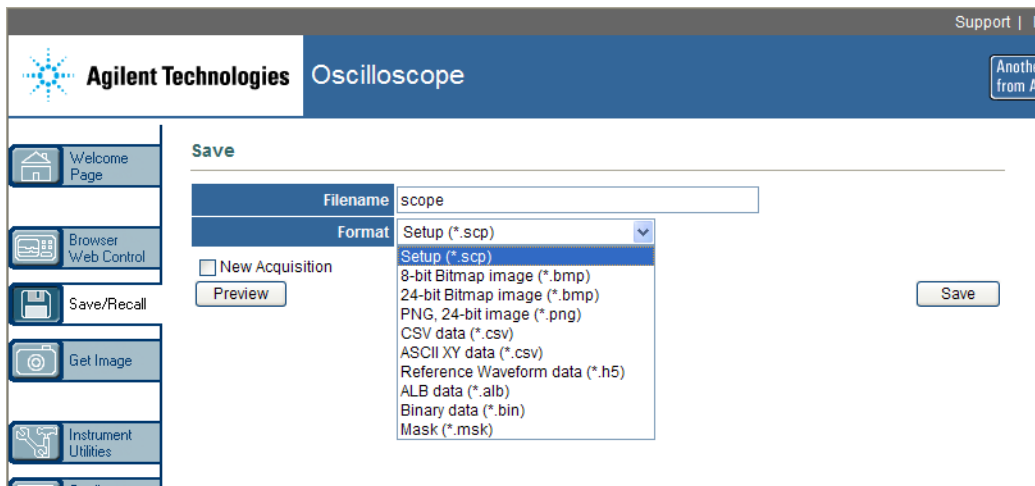 Support |
Agilent Technologies
Oscilloscope
Anoth
from A
Welcome
Page
Browser
Web Control
Save/Recall
Get Image
Instrument
Utilities
Save
Filename scope
Format Setup (*.scp)
Setup (*.scp)
8-bit Bitmap image (*.bmp)
24-bit Bitmap image (*.bmp)
PNG, 24-bit image (*.png)
CSV data (*.csv)
ASCII XY data (*.csv)
Reference Waveform data (*.h5)
ALB data (*.alb)
Binary data (*.bin)
Mask (*.msk)
New Acquisition
Preview
Save